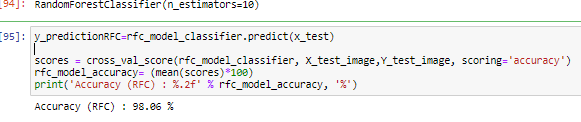 [94]: RandomForestClassifier(n_estimators=10)
[95]: y_predictionRFC=rfc_model_classifier.predict(x_test)
scores = cross_val_score(rfc_model_classifier, X_test_image,Y_test_image, scoring='accuracy')
rfc_model_accuracy= (mean(scores)*100)
print('Accuracy (RFC) : %.2f' % rfc_model_accuracy, '%')
Accuracy (RFC) : 98.06 %